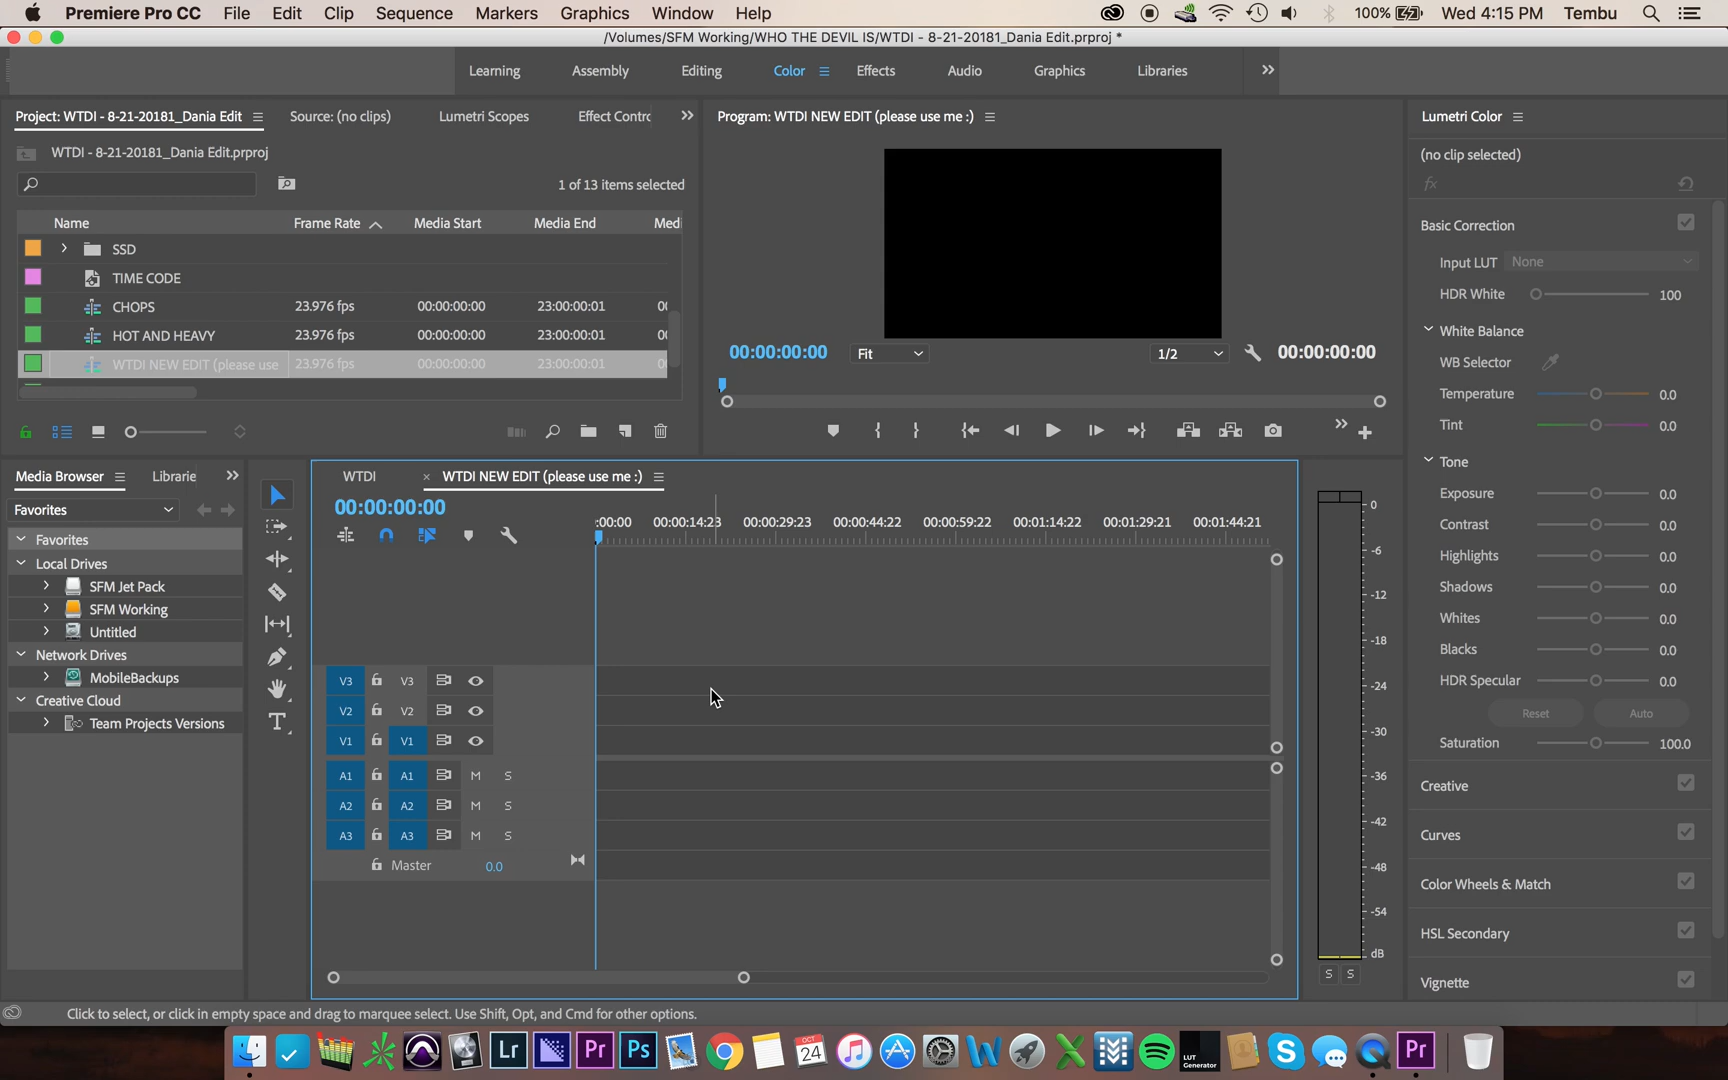 Premiere Pro CC File Edit Clip Sequence Markers Graphics Window Help 100% Wed 4:15 PM Tembu
/Volumes/SFM Working/WHO THE DEVIL IS/WTDI - 8-21-20181_Dania Edit.prproj *
Learning Assembly Editing Color Effects Audio Graphics Libraries
Project: WTDI - 8-21-20181_Dania Edit Source: (no clips) Lumetri Scopes Effect Contro
WTDI - 8-21-20181_Dania Edit.prproj
1 of 13 items selected
Name Frame Rate Media Start Media End Medi
SSD
TIME CODE
CHOPS 23.976 fps 00:00:00:00 23:00:00:01 00
HOT AND HEAVY 23.976 fps 00:00:00:00 23:00:00:01 00
WTDI NEW EDIT (please use 23.976 fps 00:00:00:00 23:00:00:01 00
Program: WTDI NEW EDIT (please use me :)
00:00:00:00 Fit 1/2 00:00:00:00
Lumetri Color
(no clip selected)
fx
Basic Correction
Input LUT None
HDR White 100
White Balance
WB Selector
Temperature 0.0
Tint 0.0
Tone
Exposure 0.0
Contrast 0.0
Highlights 0.0
Shadows 0.0
Whites 0.0
Blacks 0.0
HDR Specular 0.0
Reset Auto
Saturation 100.0
Creative
Curves
Color Wheels & Match
HSL Secondary
Vignette
Media Browser Librarie
Favorites
Favorites
Local Drives
SFM Jet Pack
SFM Working
Untitled
Network Drives
MobileBackups
Creative Cloud
Team Projects Versions
T
WTDI × WTDI NEW EDIT (please use me :)
00:00:00:00
:00:00 00:00:14:23 00:00:29:23 00:00:44:22 00:00:59:22 00:01:14:22 00:01:29:21 00:01:44:21
V3 V3
V2 V2
V1 V1
A1 A1 M S
A2 A2 M S
A3 A3 M S
Master 0.0
0
-6
-12
-18
-24
-30
-36
-42
-48
-54
dB
S S
Click to select, or click in empty space and drag to marquee select. Use Shift, Opt, and Cmd for other options.
Lr Pr Ps OCT 24 W X LUT Generator S Pr